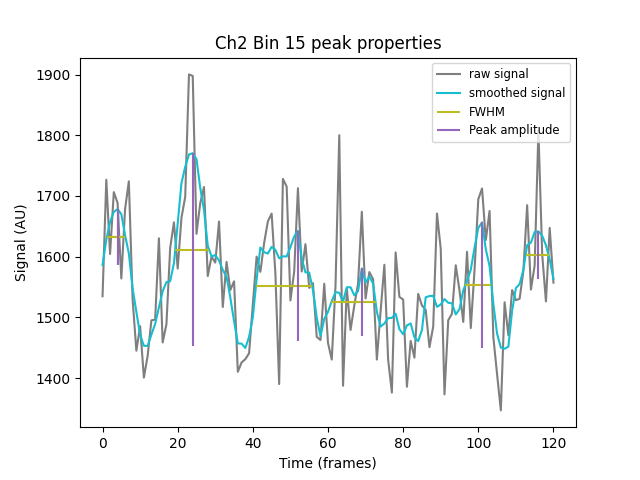 Ch2 Bin 15 peak properties
1900
1800
1700
1600
1500
1400
Signal (AU)
raw signal
smoothed signal
FWHM
Peak amplitude
0 20 40 60 80 100 120
Time (frames)